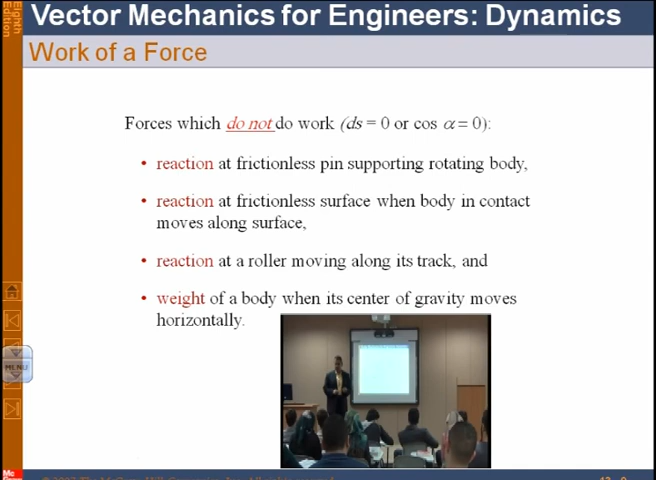 Eighth
Edition
Vector Mechanics for Engineers: Dynamics
Work of a Force
Forces which do not do work (ds = 0 or cos α = 0):
• reaction at frictionless pin supporting rotating body,
• reaction at frictionless surface when body in contact
moves along surface,
• reaction at a roller moving along its track, and
• weight of a body when its center of gravity moves
horizontally.
MENU
Mc